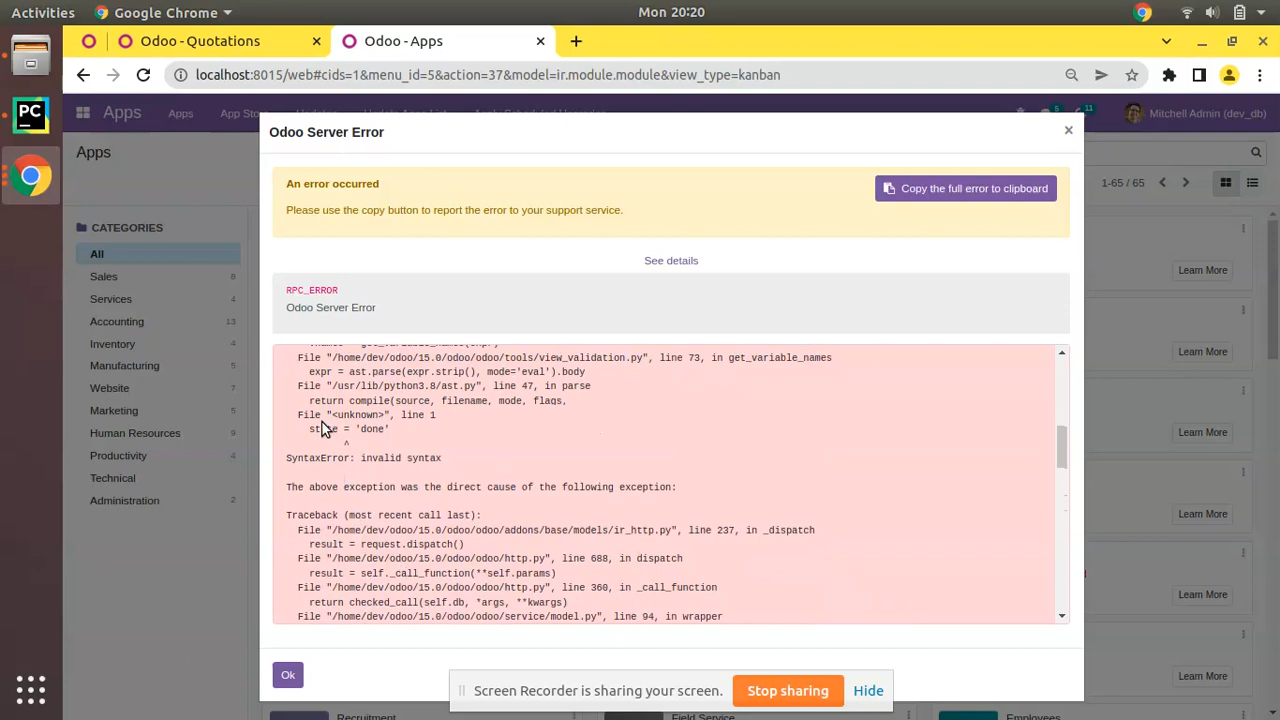 Activities Google Chrome Mon 20:20
Odoo - Quotations Odoo - Apps
localhost:8015/web#cids=1&menu_id=5&action=37&model=ir.module.module&view_type=kanban
Apps Apps App Sto 5 11 Mitchell Admin (dev_db)
Odoo Server Error
Apps
1-65 / 65
An error occurred
Please use the copy button to report the error to your support service.
Copy the full error to clipboard
See details
RPC_ERROR
Odoo Server Error
File "/home/dev/odoo/15.0/odoo/odoo/tools/view_validation.py", line 73, in get_variable_names
expr = ast.parse(expr.strip(), mode='eval').body
File "/usr/lib/python3.8/ast.py", line 47, in parse
return compile(source, filename, mode, flags,
File "<unknown>", line 1
state = 'done'
^
SyntaxError: invalid syntax
The above exception was the direct cause of the following exception:
Traceback (most recent call last):
File "/home/dev/odoo/15.0/odoo/addons/base/models/ir_http.py", line 237, in _dispatch
result = request.dispatch()
File "/home/dev/odoo/15.0/odoo/odoo/http.py", line 688, in dispatch
result = self._call_function(**self.params)
File "/home/dev/odoo/15.0/odoo/odoo/http.py", line 360, in _call_function
return checked_call(self.db, *args, **kwargs)
File "/home/dev/odoo/15.0/odoo/odoo/service/model.py", line 94, in wrapper
Ok
CATEGORIES
All
Sales 8
Services 4
Accounting 13
Inventory 4
Manufacturing 5
Website 7
Marketing 5
Human Resources 9
Productivity 4
Technical
Administration 2
Learn More
Learn More
Learn More
Learn More
Learn More
Learn More
Screen Recorder is sharing your screen. Stop sharing Hide
Recruitment Field Service Employees
PC